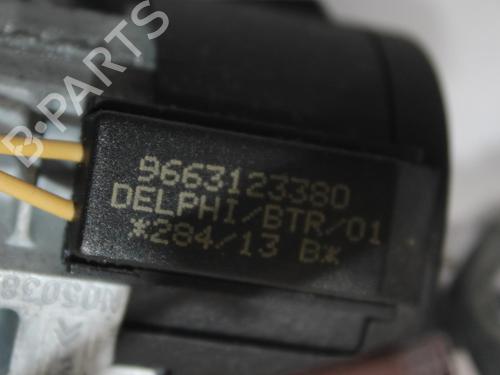 B-PARTS
9663123380
DELPHI/BTR/01
*284/13 B*